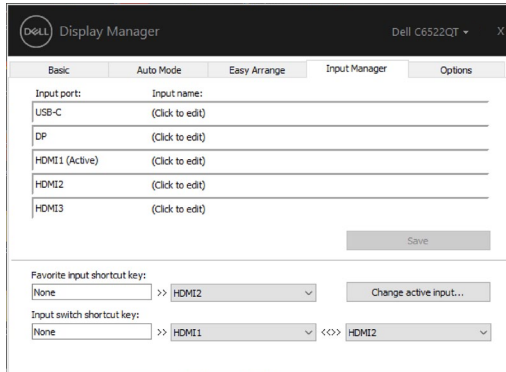 DELL Display Manager Dell C6522QT X
Basic Auto Mode Easy Arrange Input Manager Options
Input port: Input name:
USB-C (Click to edit)
DP (Click to edit)
HDMI1 (Active) (Click to edit)
HDMI2 (Click to edit)
HDMI3 (Click to edit)
Save
Favorite input shortcut key:
None >> HDMI2 Change active input...
Input switch shortcut key:
None >> HDMI1 <<>> HDMI2